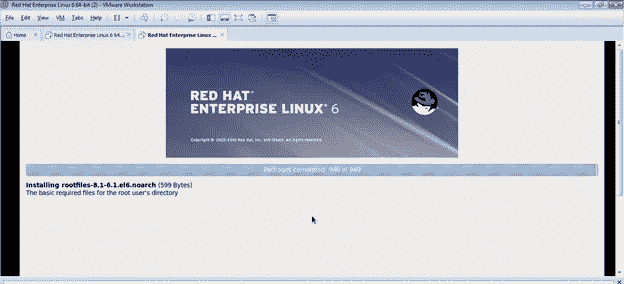 Red Hat Enterprise Linux 6 64-bit (2) - VMware Workstation
File Edit View VM Tabs Help
Home
Red Hat Enterprise Linux 6 64...
Red Hat Enterprise Linux ...
RED HAT
ENTERPRISE LINUX 6
Copyright © 2003-2010 Red Hat, Inc. and others. All rights reserved.
Packages completed: 940 of 940
Installing rootfiles-8.1-6.1.el6.noarch (599 Bytes)
The basic required files for the root user's directory